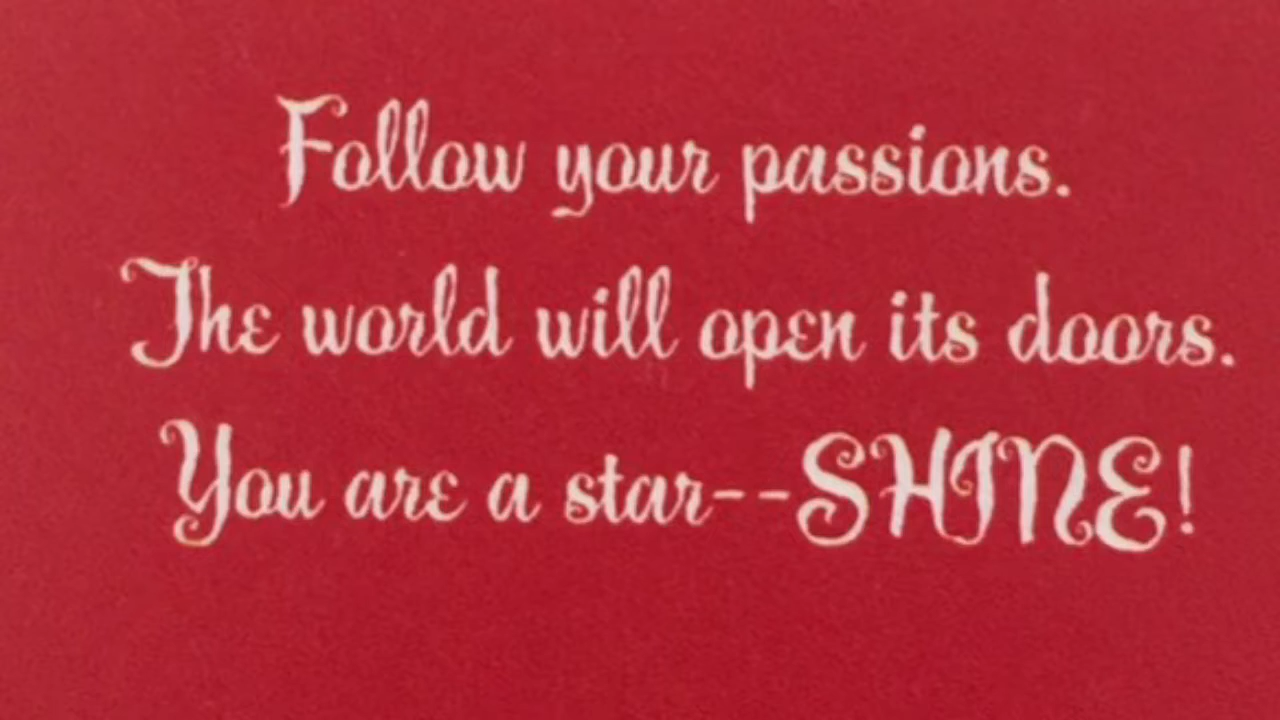 Follow your passions.
The world will open its doors.
You are a star--SHINE!